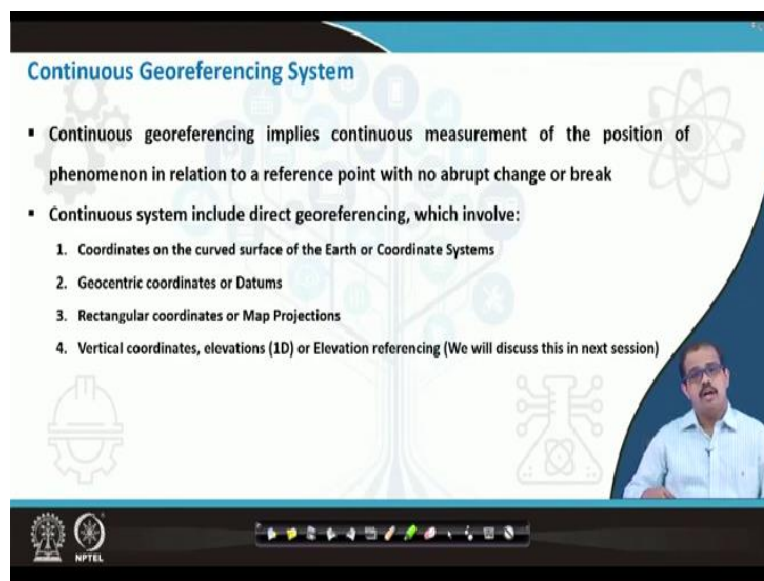 Continuous Georeferencing System
▪ Continuous georeferencing implies continuous measurement of the position of
phenomenon in relation to a reference point with no abrupt change or break
▪ Continuous system include direct georeferencing, which involve:
1. Coordinates on the curved surface of the Earth or Coordinate Systems
2. Geocentric coordinates or Datums
3. Rectangular coordinates or Map Projections
4. Vertical coordinates, elevations (1D) or Elevation referencing (We will discuss this in next session)
NPTEL